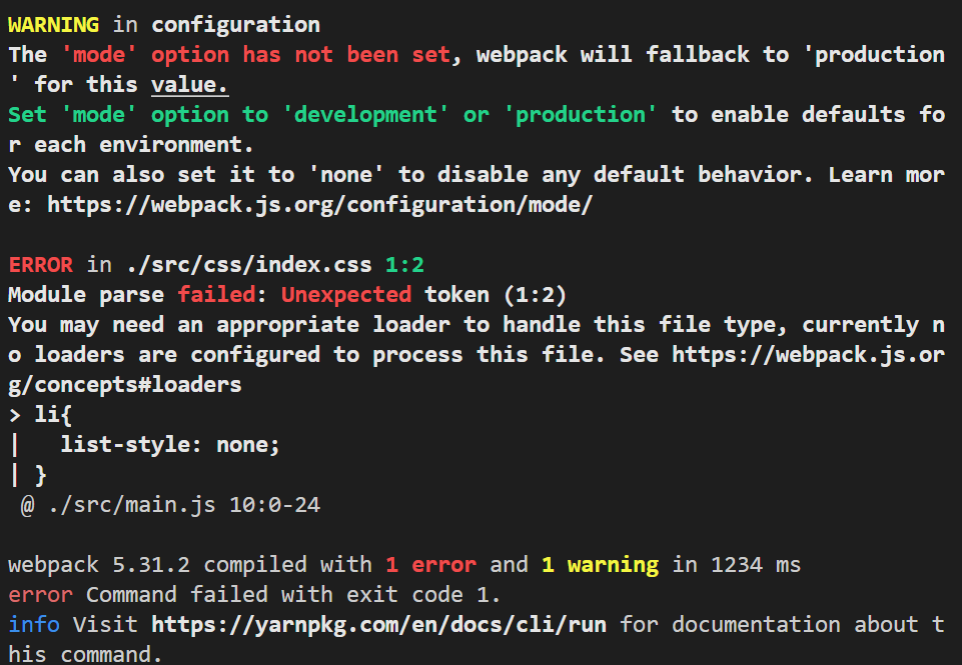 WARNING in configuration
The 'mode' option has not been set, webpack will fallback to 'production
' for this value.
Set 'mode' option to 'development' or 'production' to enable defaults fo
r each environment.
You can also set it to 'none' to disable any default behavior. Learn mor
e: https://webpack.js.org/configuration/mode/

ERROR in ./src/css/index.css 1:2
Module parse failed: Unexpected token (1:2)
You may need an appropriate loader to handle this file type, currently n
o loaders are configured to process this file. See https://webpack.js.or
g/concepts#loaders
> li{
|   list-style: none;
| }
 @ ./src/main.js 10:0-24

webpack 5.31.2 compiled with 1 error and 1 warning in 1234 ms
error Command failed with exit code 1.
info Visit https://yarnpkg.com/en/docs/cli/run for documentation about t
his command.